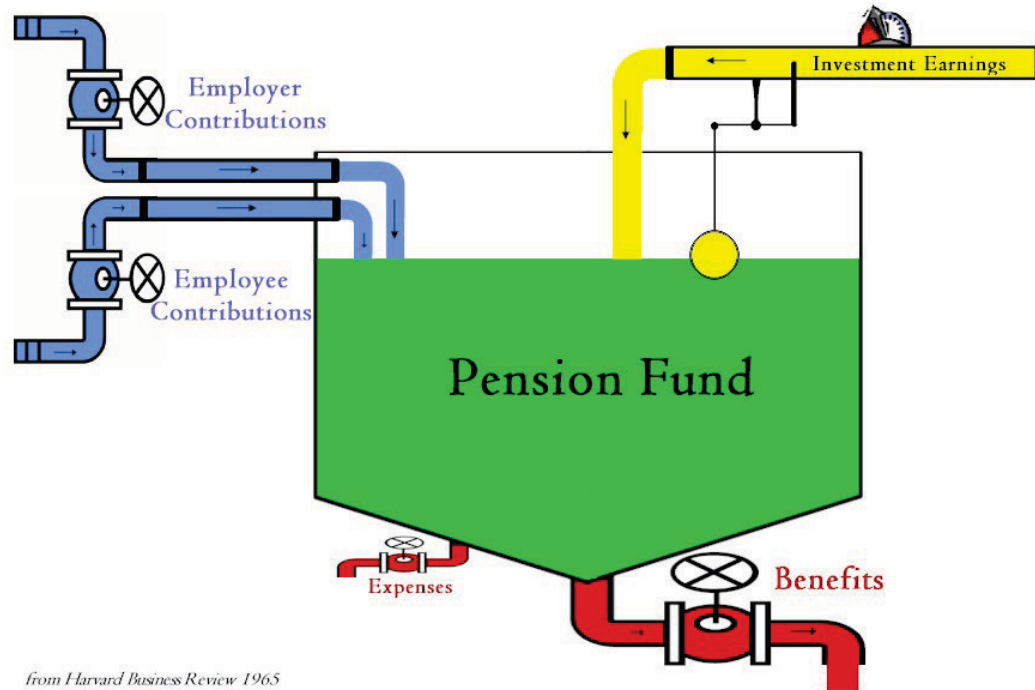 Employer
Contributions
Investment Earnings
Employee
Contributions
Pension Fund
Expenses
Benefits
from Harvard Business Review 1965